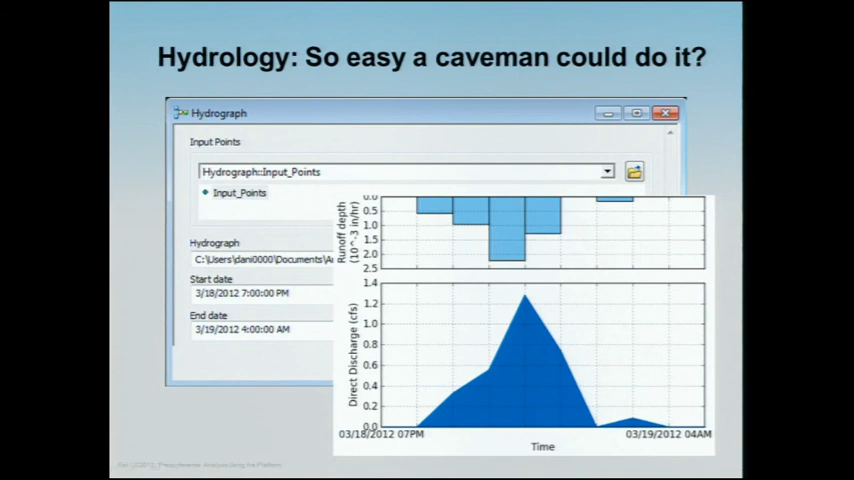 Hydrology: So easy a caveman could do it?
Hydrograph
Input Points
Hydrograph::Input_Points
Input_Points
Hydrograph
C:\Users\dani0000\Documents\A
Start date
3/18/2012 7:00:00 PM
End date
3/19/2012 4:00:00 AM
Runoff depth
(10^-3 in/hr)
0.0
0.5
1.0
1.5
2.0
2.5
Direct Discharge (cfs)
1.4
1.2
1.0
0.8
0.6
0.4
0.2
0.0
03/18/2012 07PM
03/19/2012 04AM
Time